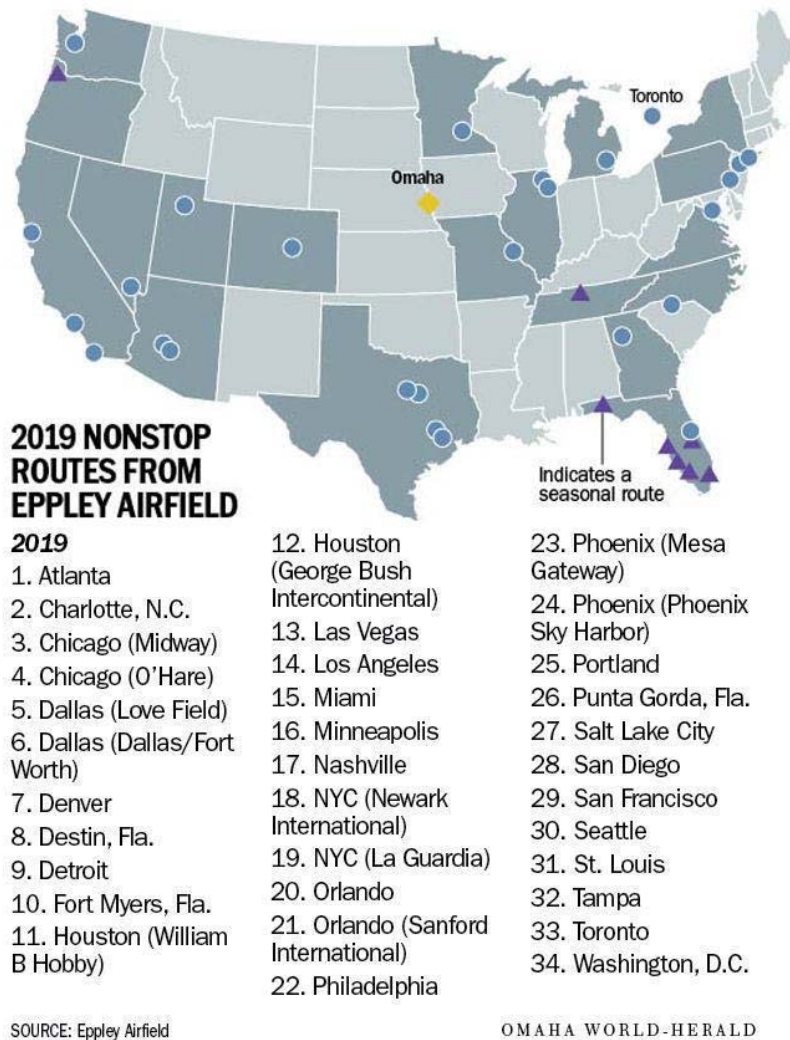 Toronto
Omaha
Indicates a
seasonal route
2019 NONSTOP
ROUTES FROM
EPPLEY AIRFIELD
2019
1. Atlanta
2. Charlotte, N.C.
3. Chicago (Midway)
4. Chicago (O'Hare)
5. Dallas (Love Field)
6. Dallas (Dallas/Fort
Worth)
7. Denver
8. Destin, Fla.
9. Detroit
10. Fort Myers, Fla.
11. Houston (William
B Hobby)
12. Houston
(George Bush
Intercontinental)
13. Las Vegas
14. Los Angeles
15. Miami
16. Minneapolis
17. Nashville
18. NYC (Newark
International)
19. NYC (La Guardia)
20. Orlando
21. Orlando (Sanford
International)
22. Philadelphia
23. Phoenix (Mesa
Gateway)
24. Phoenix (Phoenix
Sky Harbor)
25. Portland
26. Punta Gorda, Fla.
27. Salt Lake City
28. San Diego
29. San Francisco
30. Seattle
31. St. Louis
32. Tampa
33. Toronto
34. Washington, D.C.
SOURCE: Eppley Airfield
OMAHA WORLD-HERALD